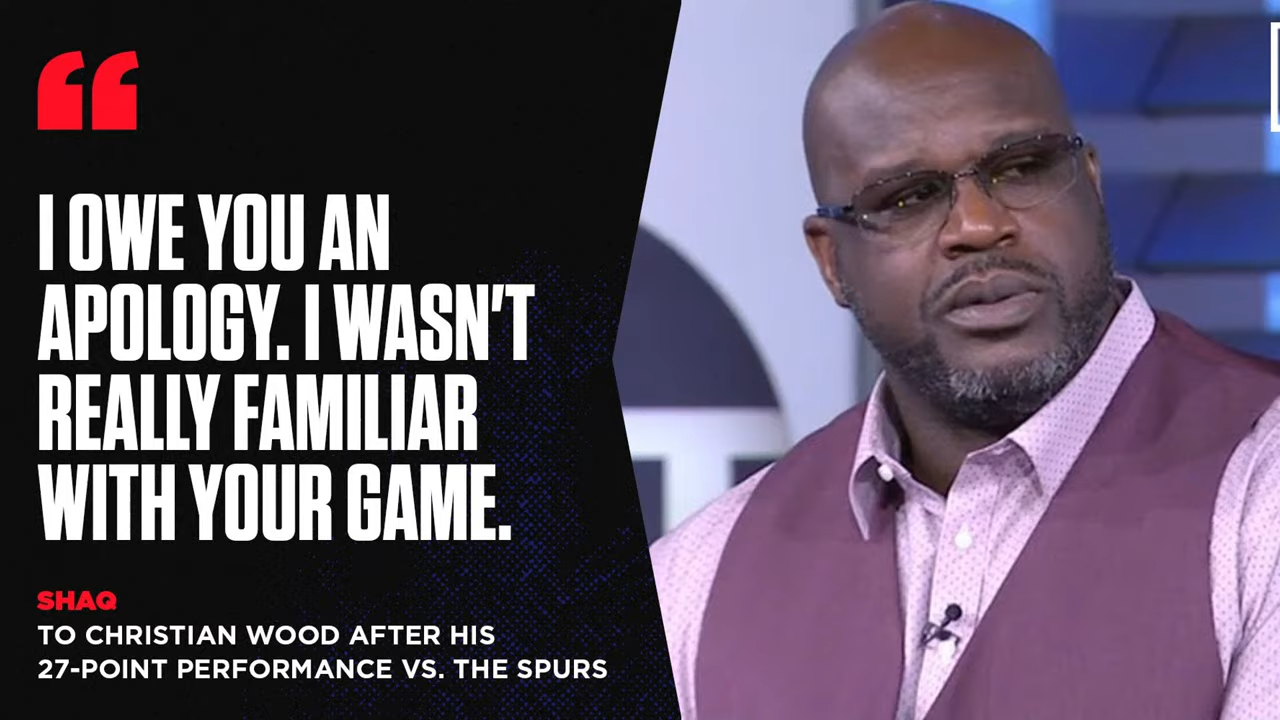 I OWE YOU AN
APOLOGY. I WASN'T
REALLY FAMILIAR
WITH YOUR GAME.
SHAQ
TO CHRISTIAN WOOD AFTER HIS
27-POINT PERFORMANCE VS. THE SPURS